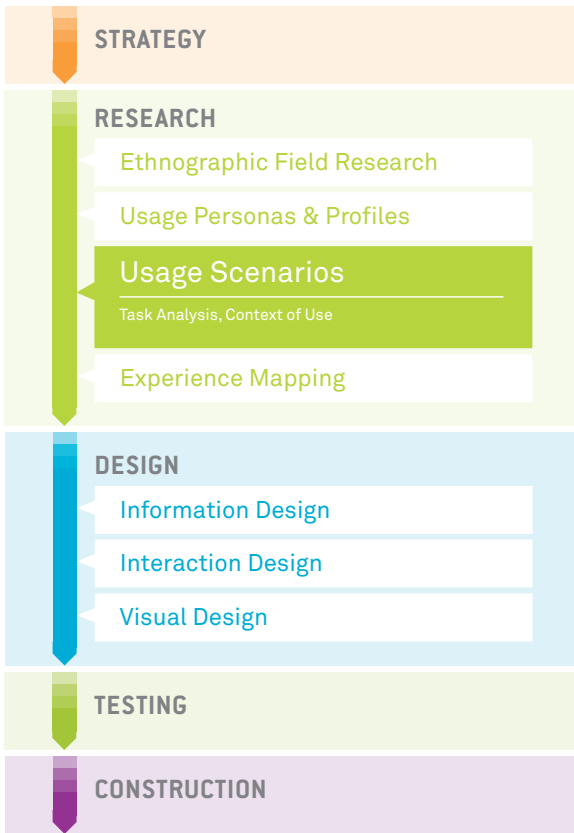 STRATEGY
RESEARCH
Ethnographic Field Research
Usage Personas & Profiles
Usage Scenarios
Task Analysis, Context of Use
Experience Mapping
DESIGN
Information Design
Interaction Design
Visual Design
TESTING
CONSTRUCTION